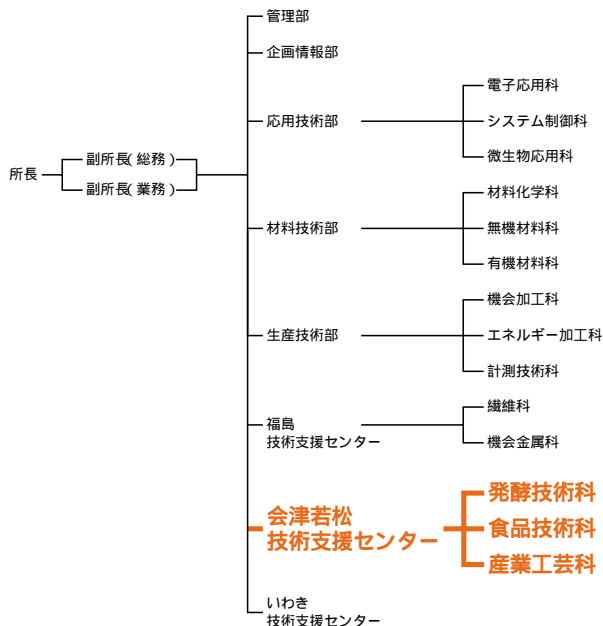 管理部
企画情報部
電子応用科
応用技術部
システム制御科
微生物応用科
副所長(総務)
所長
副所長(業務)
材料化学科
材料技術部
無機材料科
有機材料科
機会加工科
生産技術部
エネルギー加工科
計測技術科
繊維科
福島
技術支援センター
機会金属科
発酵技術科
会津若松
技術支援センター
食品技術科
産業工芸科
いわき
技術支援センター